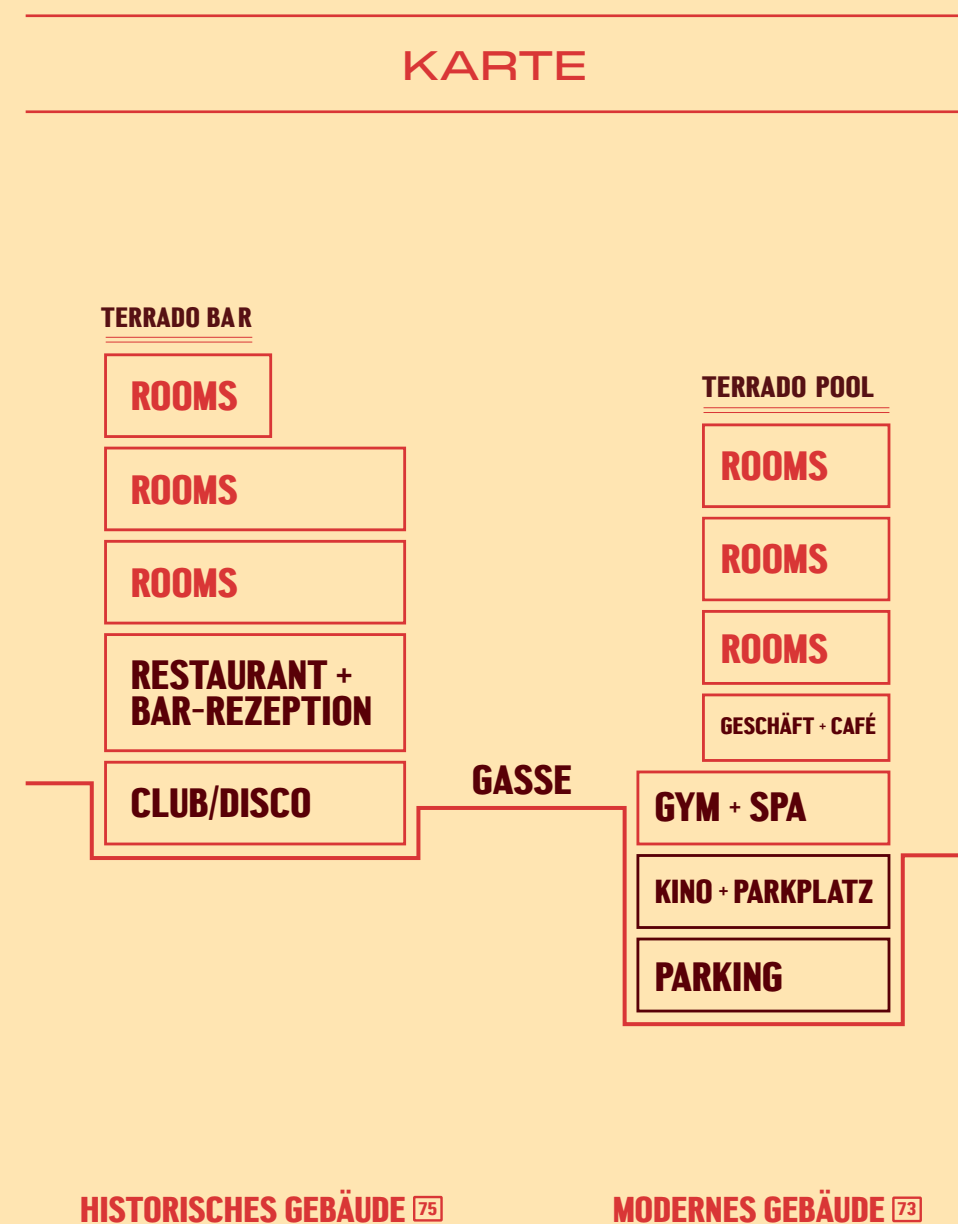 KARTE
TERRADO BAR
ROOMS
ROOMS
ROOMS
RESTAURANT +
BAR-REZEPTION
CLUB/DISCO
GASSE
TERRADO POOL
ROOMS
ROOMS
ROOMS
GESCHÄFT + CAFÉ
GYM + SPA
KINO + PARKPLATZ
PARKING
HISTORISCHES GEBÄUDE 75
MODERNES GEBÄUDE 73